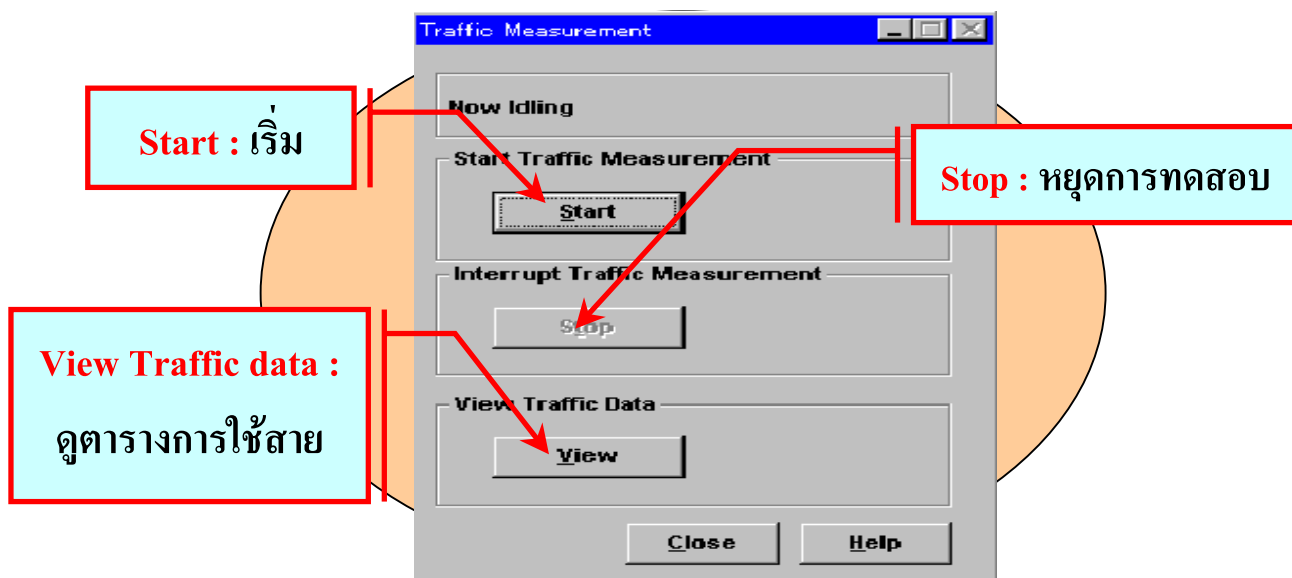 Traffic Measurement
Now Idling
Start : เริ่ม
Start Traffic Measurement
Start
Stop : หยุดการทดสอบ
Interrupt Traffic Measurement
Stop
View Traffic data :
ดูตารางการใช้สาย
View Traffic Data
View
Close
Help